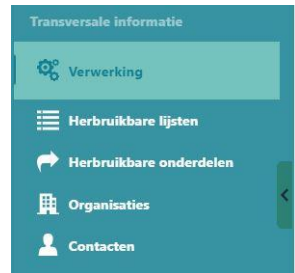 Transversale informatie
Verwerking
Herbruikbare lijsten
Herbruikbare onderdelen
Organisaties
Contacten